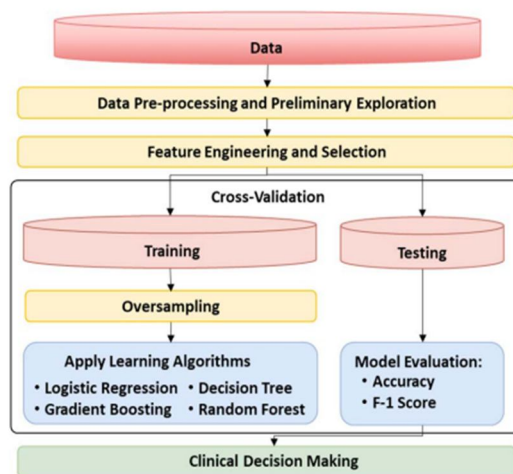 Data
Data Pre-processing and Preliminary Exploration
Feature Engineering and Selection
Cross-Validation
Training
Testing
Oversampling
Apply Learning Algorithms
• Logistic Regression • Decision Tree
• Gradient Boosting • Random Forest
Model Evaluation:
• Accuracy
• F-1 Score
Clinical Decision Making